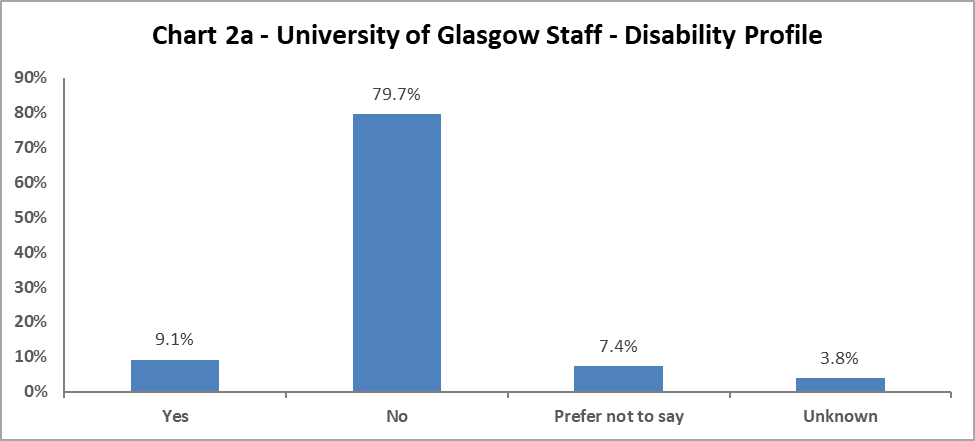 Chart 2a - University of Glasgow Staff - Disability Profile
90%
80%
70%
60%
50%
40%
30%
20%
10%
0%
9.1%
79.7%
7.4%
3.8%
Yes
No
Prefer not to say
Unknown